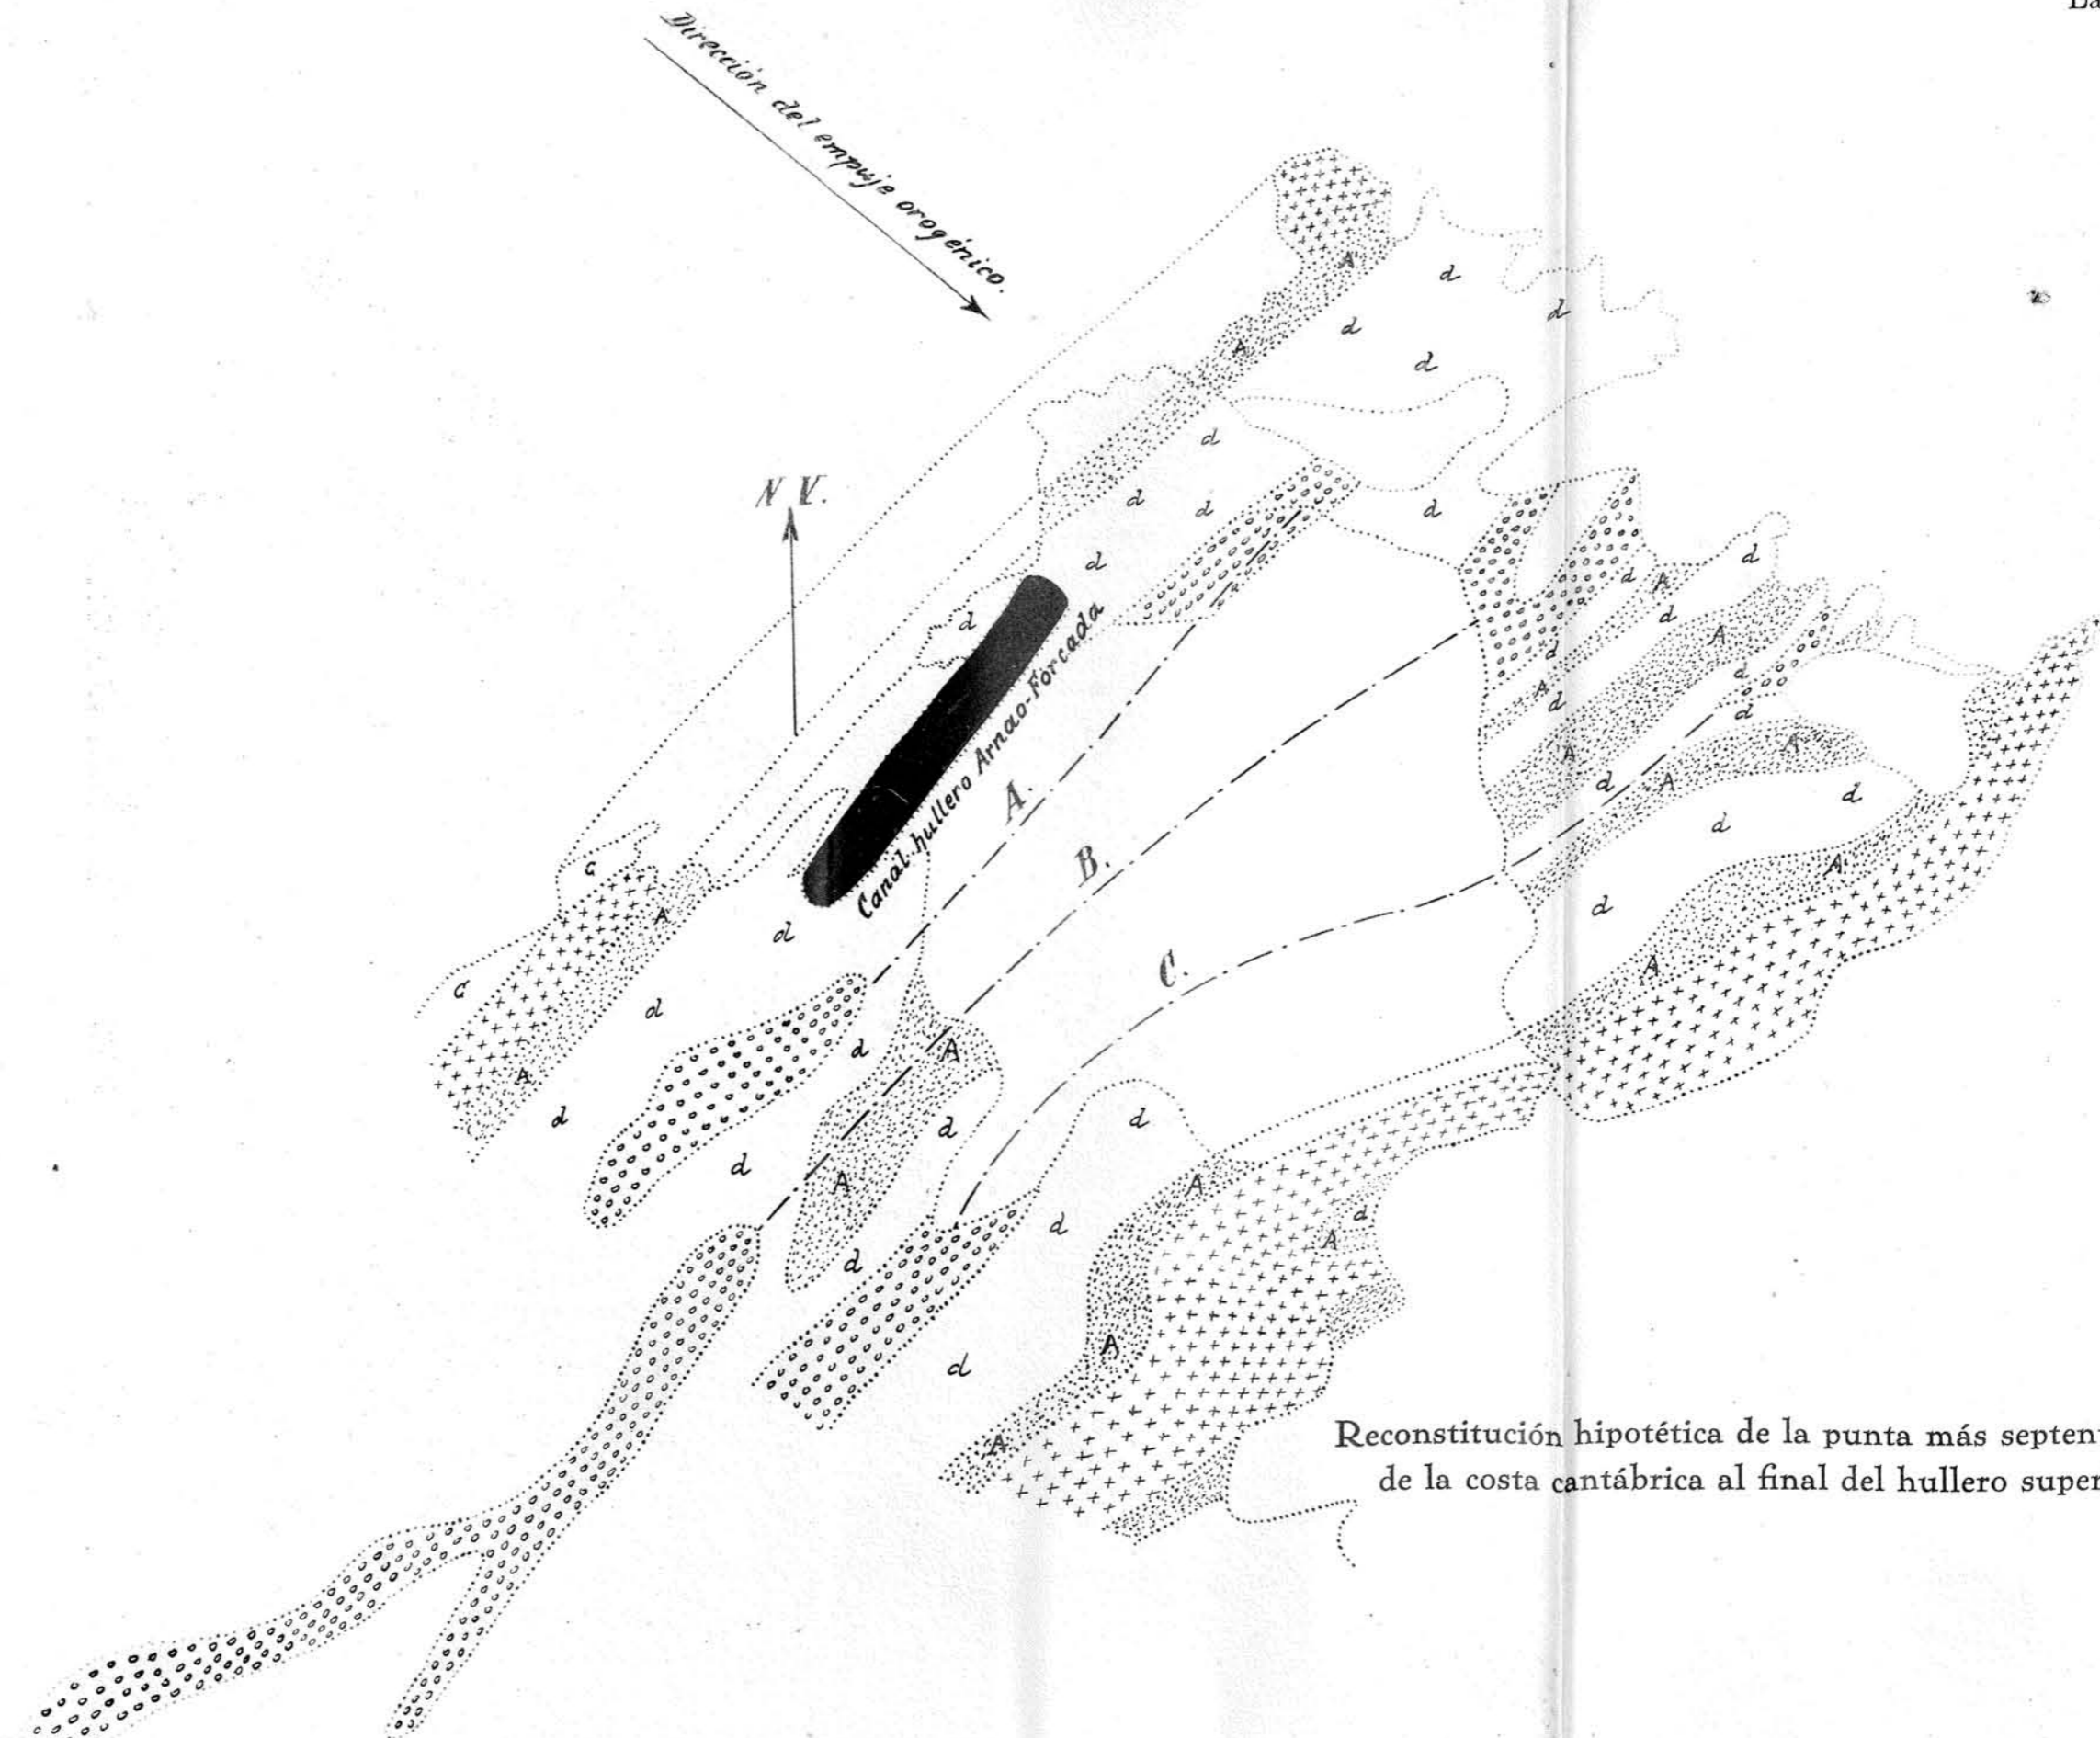 La
Dirección del empuje orogénico.
A
d
d
d
A
d
d
N V.
d
d
d
d
d
d
A
d
d
d
A
d
A
d
d
A
d
A
d
A
A
d
d
d
A
d
A
Canal hullero Arnao-Forcada
A.
B.
C.
C
A
C
d
d
A
d
d
d
A
A
d
d
d
d
A
d
A
A
d
d
A
Reconstitución hipotética de la punta más septen
de la costa cantábrica al final del hullero super